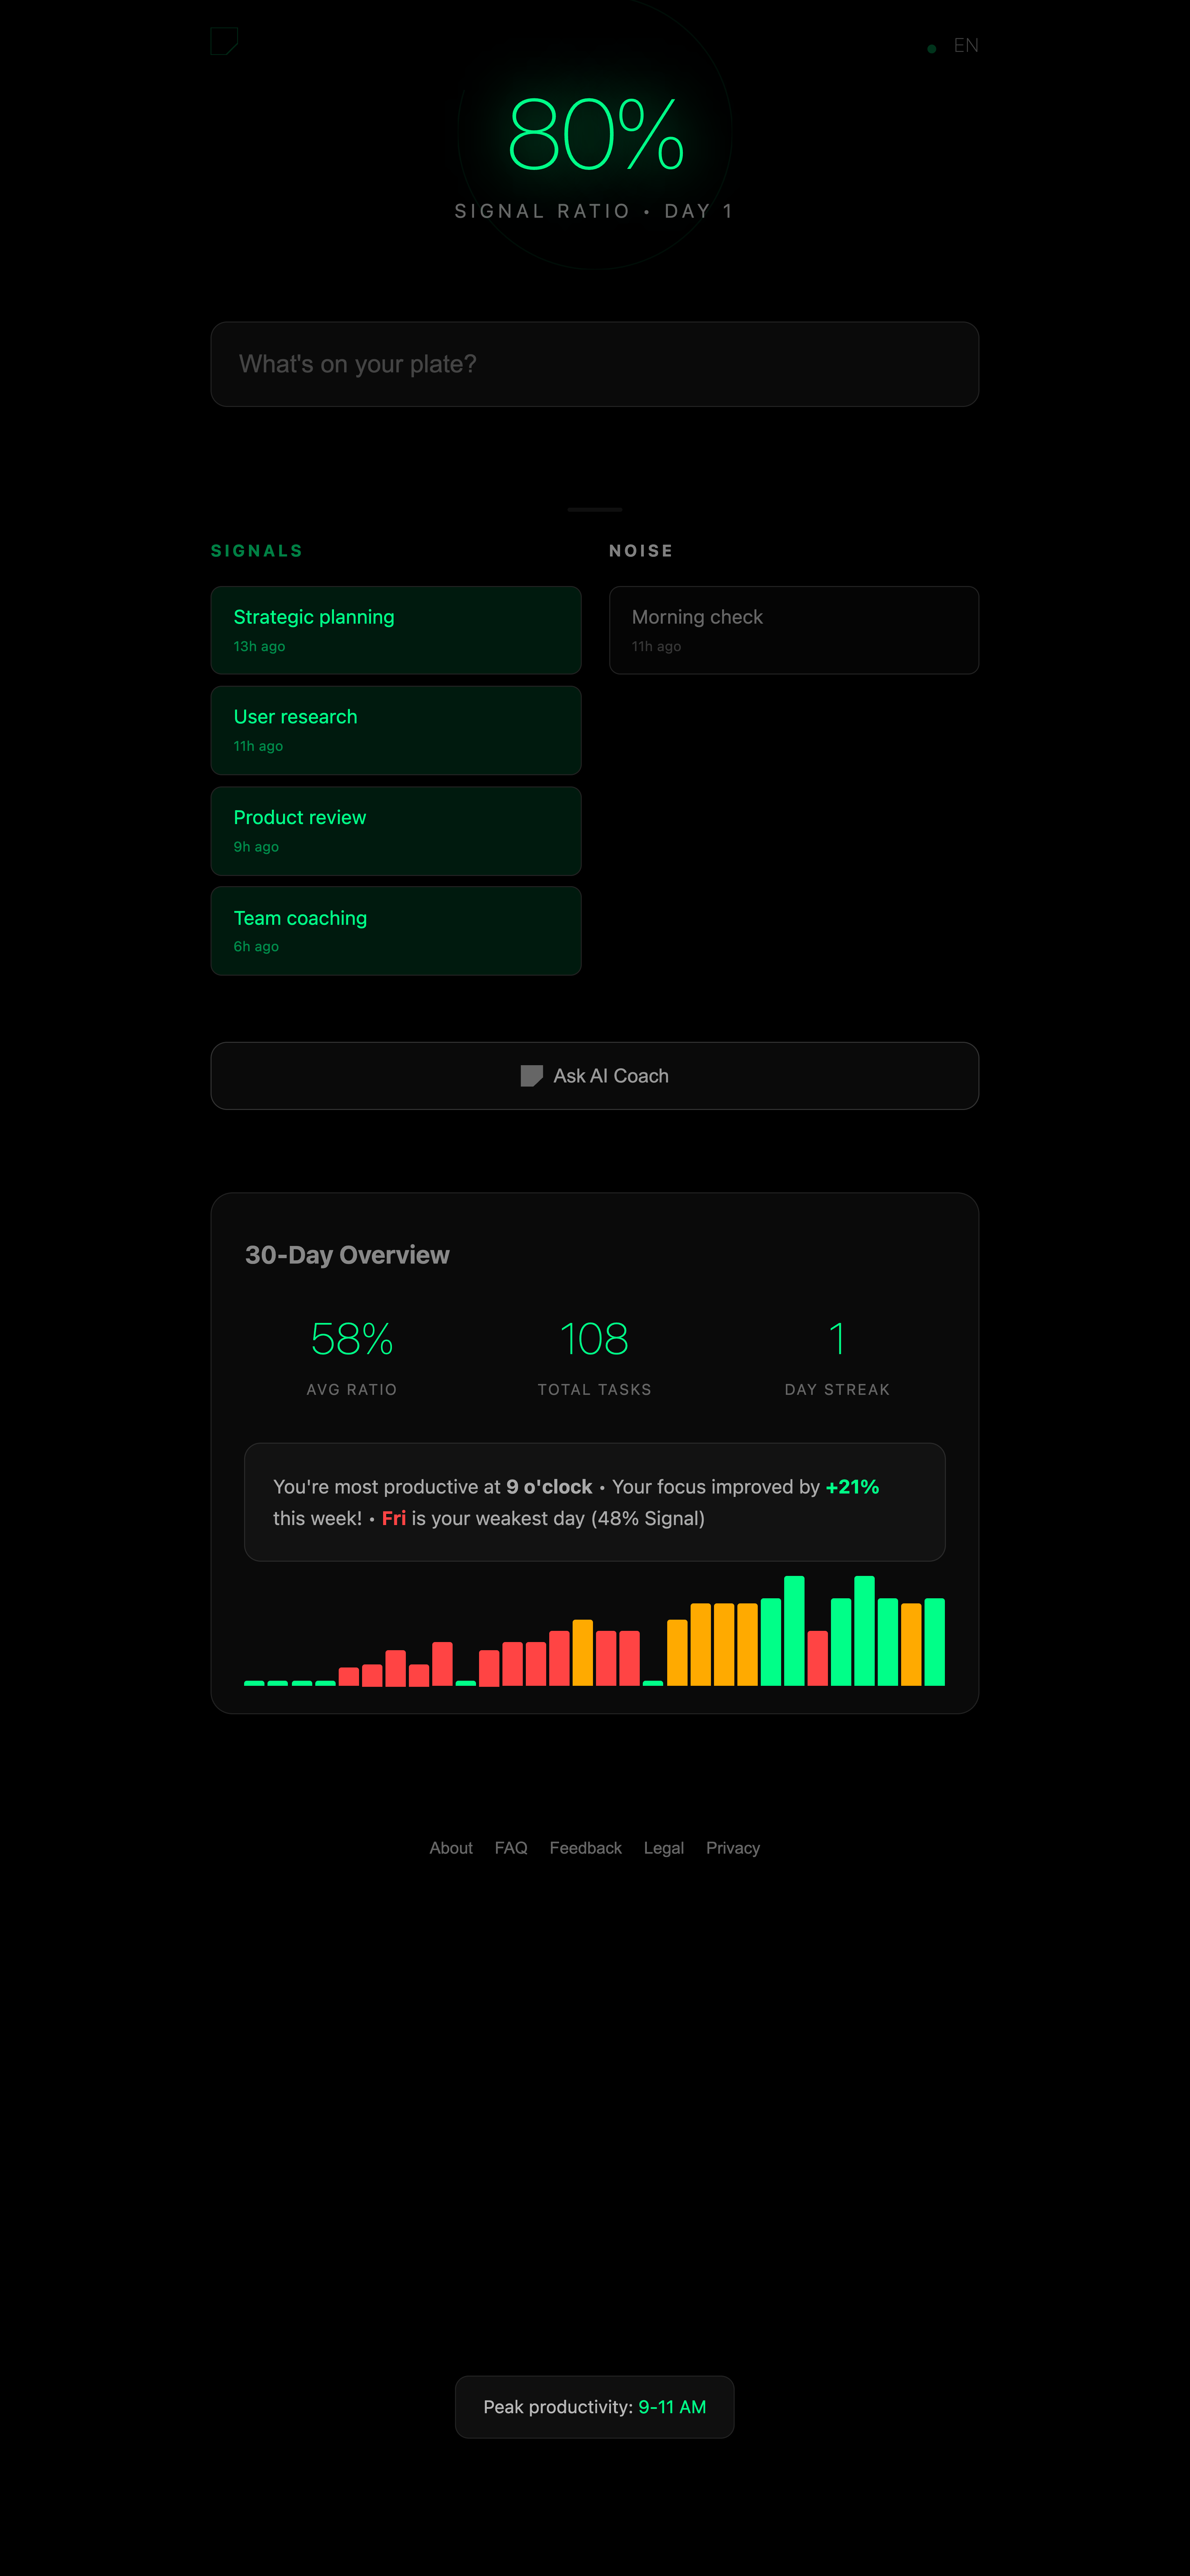 EN
80%
SIGNAL RATIO • DAY 1
What's on your plate?
SIGNALS
Strategic planning
13h ago
User research
11h ago
Product review
9h ago
Team coaching
6h ago
NOISE
Morning check
11h ago
Ask AI Coach
30-Day Overview
58%
AVG RATIO
108
TOTAL TASKS
1
DAY STREAK
You're most productive at 9 o'clock • Your focus improved by +21%
this week! • Fri is your weakest day (48% Signal)
About FAQ Feedback Legal Privacy
Peak productivity: 9-11 AM